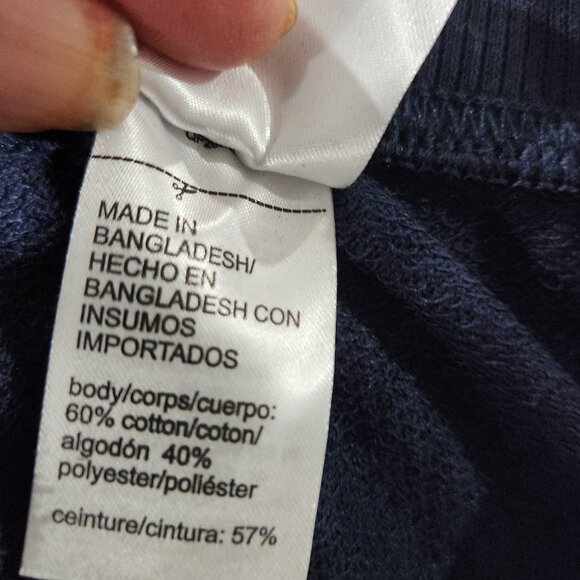 MADE IN
BANGLADESH/
HECHO EN
BANGLADESH CON
INSUMOS
IMPORTADOS
body/corps/cuerpo:
60% cotton/coton/
algodón 40%
polyester/poliéster
ceinture/cintura: 57%